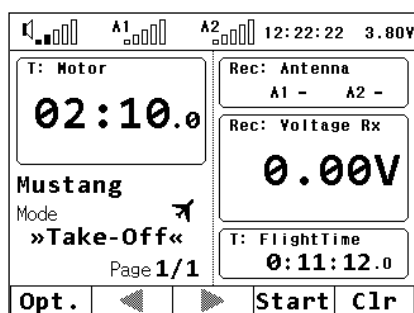 A1 A2 12:22:22 3.80V
T: Motor
02:10.0
Rec: Antenna
A1 - A2 -
Rec: Voltage Rx
0.00V
Mustang
Mode
»Take-Off«
Page 1/1
T: FlightTime
0:11:12.0
Opt. Start Clr